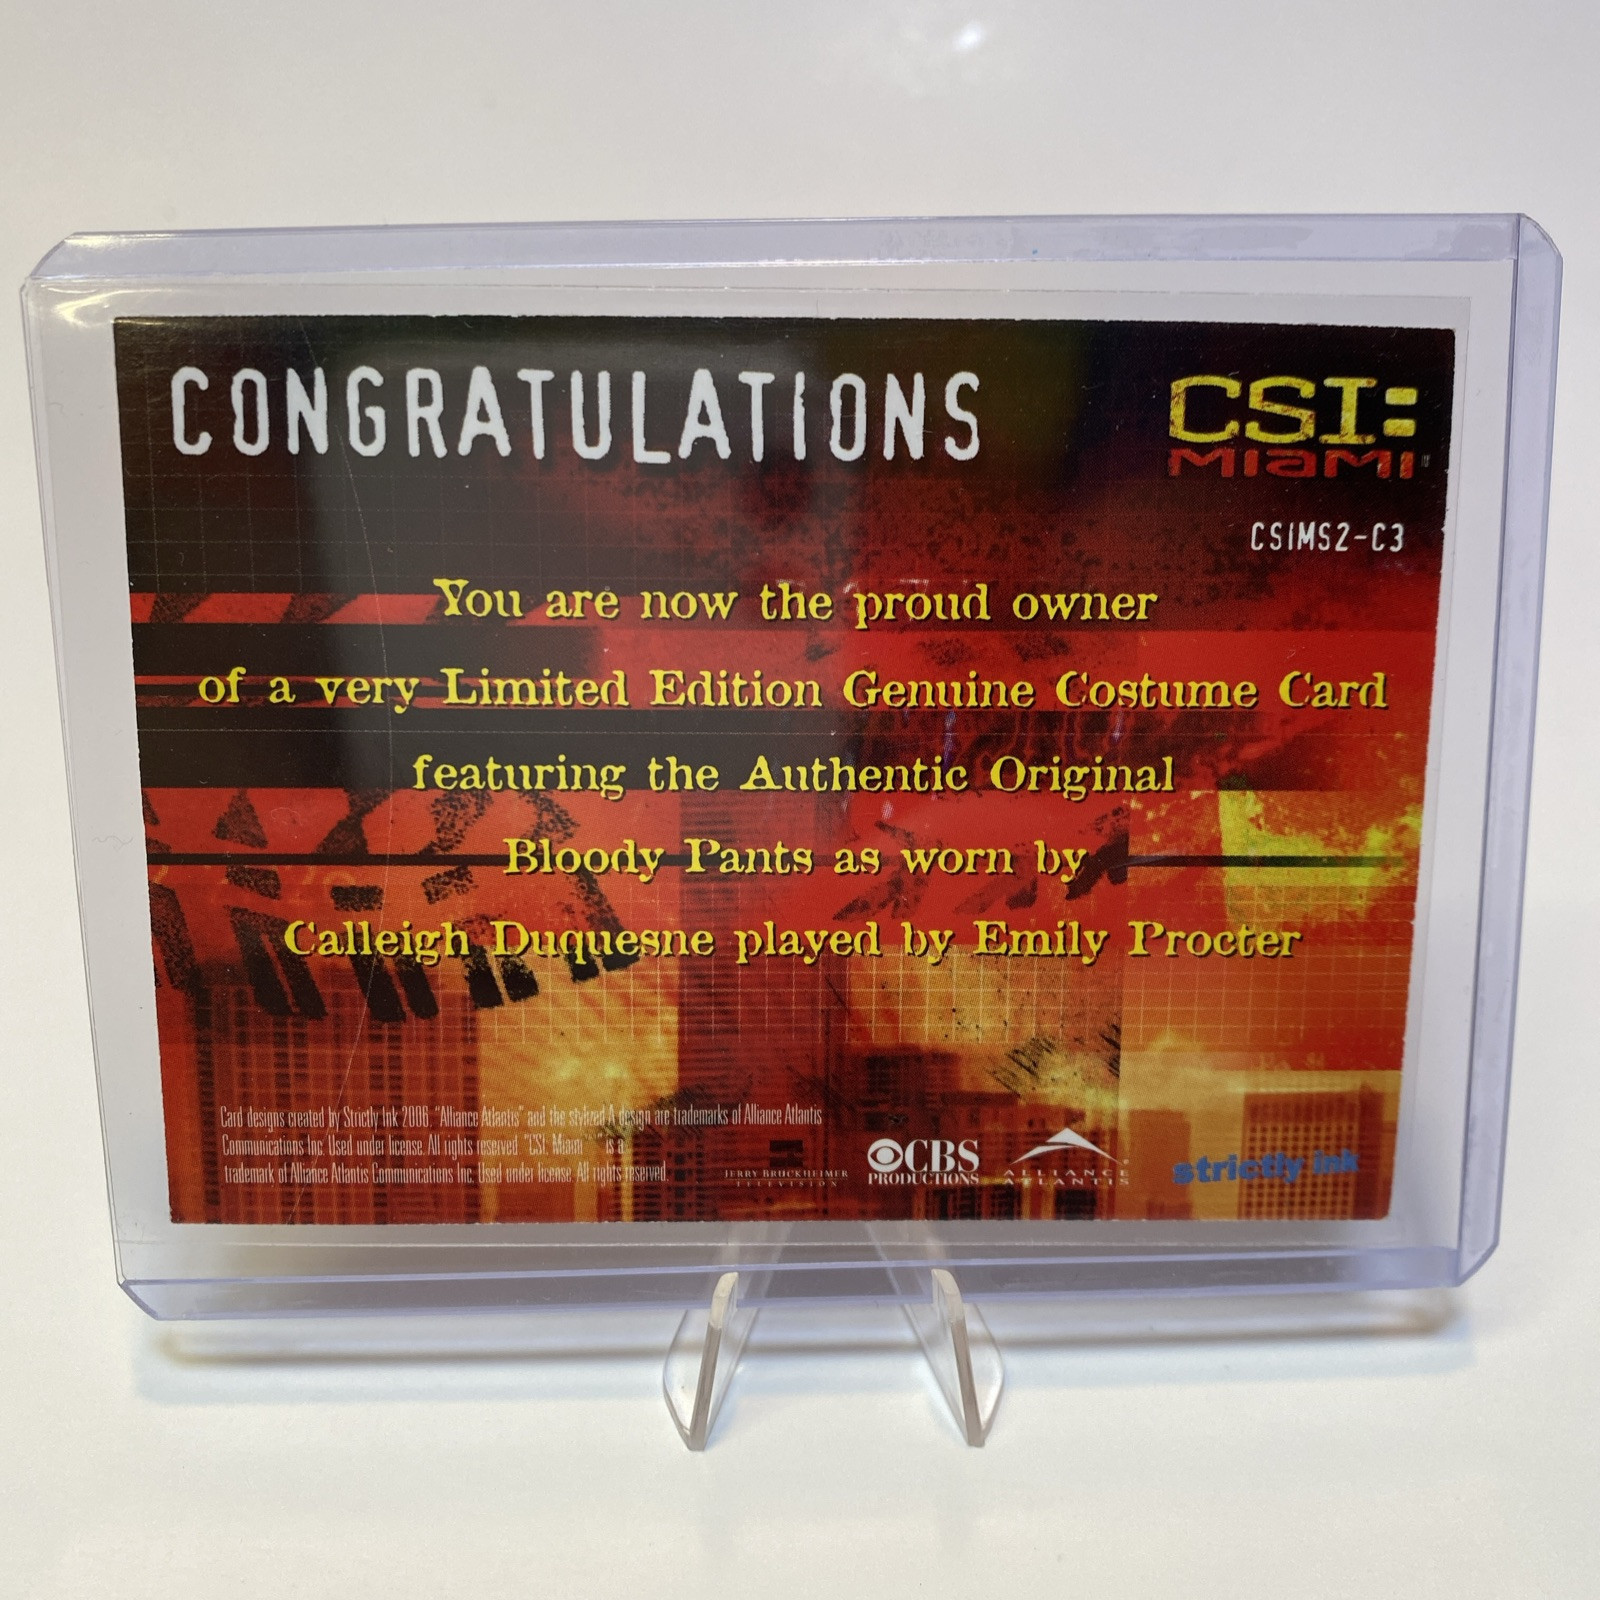 CONGRATULATIONS
CSI:
MIAMI
CSIMS2-C3
You are now the proud owner
of a very Limited Edition Genuine Costume Card
featuring the Authentic Original
Bloody Pants as worn by
Calleigh Duquesne played by Emily Procter
Card designs created by Strictly Ink 2006. "Alliance Atlantis" and the stylized A design are trademarks of Alliance Atlantis
Communications Inc. Used under license. All rights reserved. "CSI: Miami" is a
trademark of Alliance Atlantis Communications Inc. Used under license. All rights reserved.
JERRY BRUCKHEIMER
TELEVISION
CBS
PRODUCTIONS
ALLIANCE
ATLANTIS
strictly ink